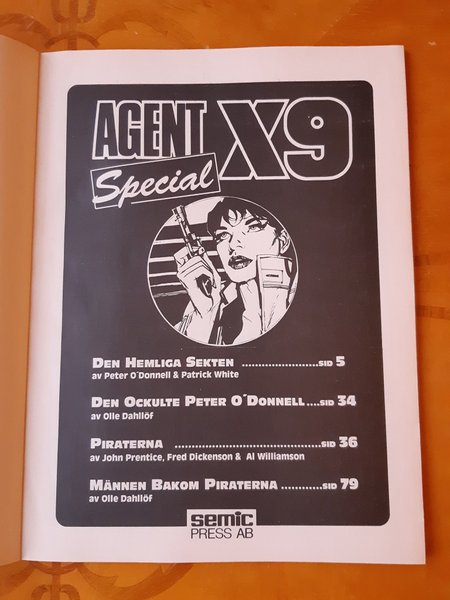 AGENT X9
Special
DEN HEMLIGA SEKTEN ........................SID 5
av Peter O´Donnell & Patrick White
DEN OCKULTE PETER O´DONNELL ....SID 34
av Olle Dahllöf
PIRATERNA ..............................................SID 36
av John Prentice, Fred Dickenson & Al Williamson
MÄNNEN BAKOM PIRATERNA ............SID 79
av Olle Dahllöf
semic
PRESS AB